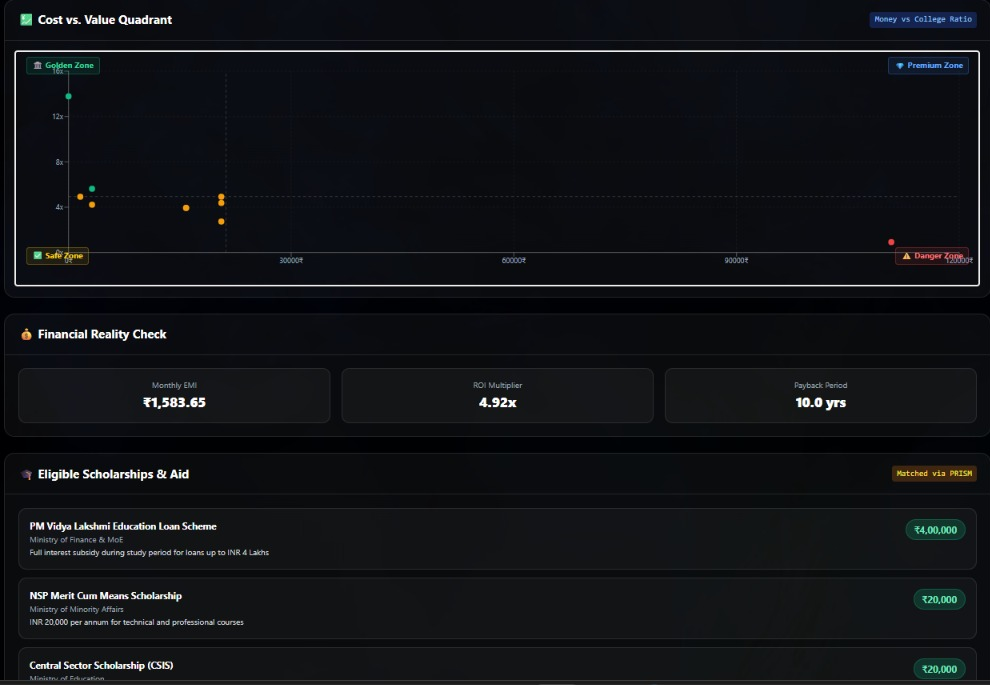 Cost vs. Value Quadrant
Money vs College Ratio
Golden Zone
Premium Zone
16x
12x
8x
4x
Safe Zone
Danger Zone
30000₹
60000₹
90000₹
120000₹
Financial Reality Check
Monthly EMI
₹1,583.65
ROI Multiplier
4.92x
Payback Period
10.0 yrs
Eligible Scholarships & Aid
Matched via PRISM
PM Vidya Lakshmi Education Loan Scheme
₹4,00,000
Ministry of Finance & MoE
Full interest subsidy during study period for loans up to INR 4 Lakhs
NSP Merit Cum Means Scholarship
₹20,000
Ministry of Minority Affairs
INR 20,000 per annum for technical and professional courses
Central Sector Scholarship (CSIS)
₹20,000
Ministry of Education